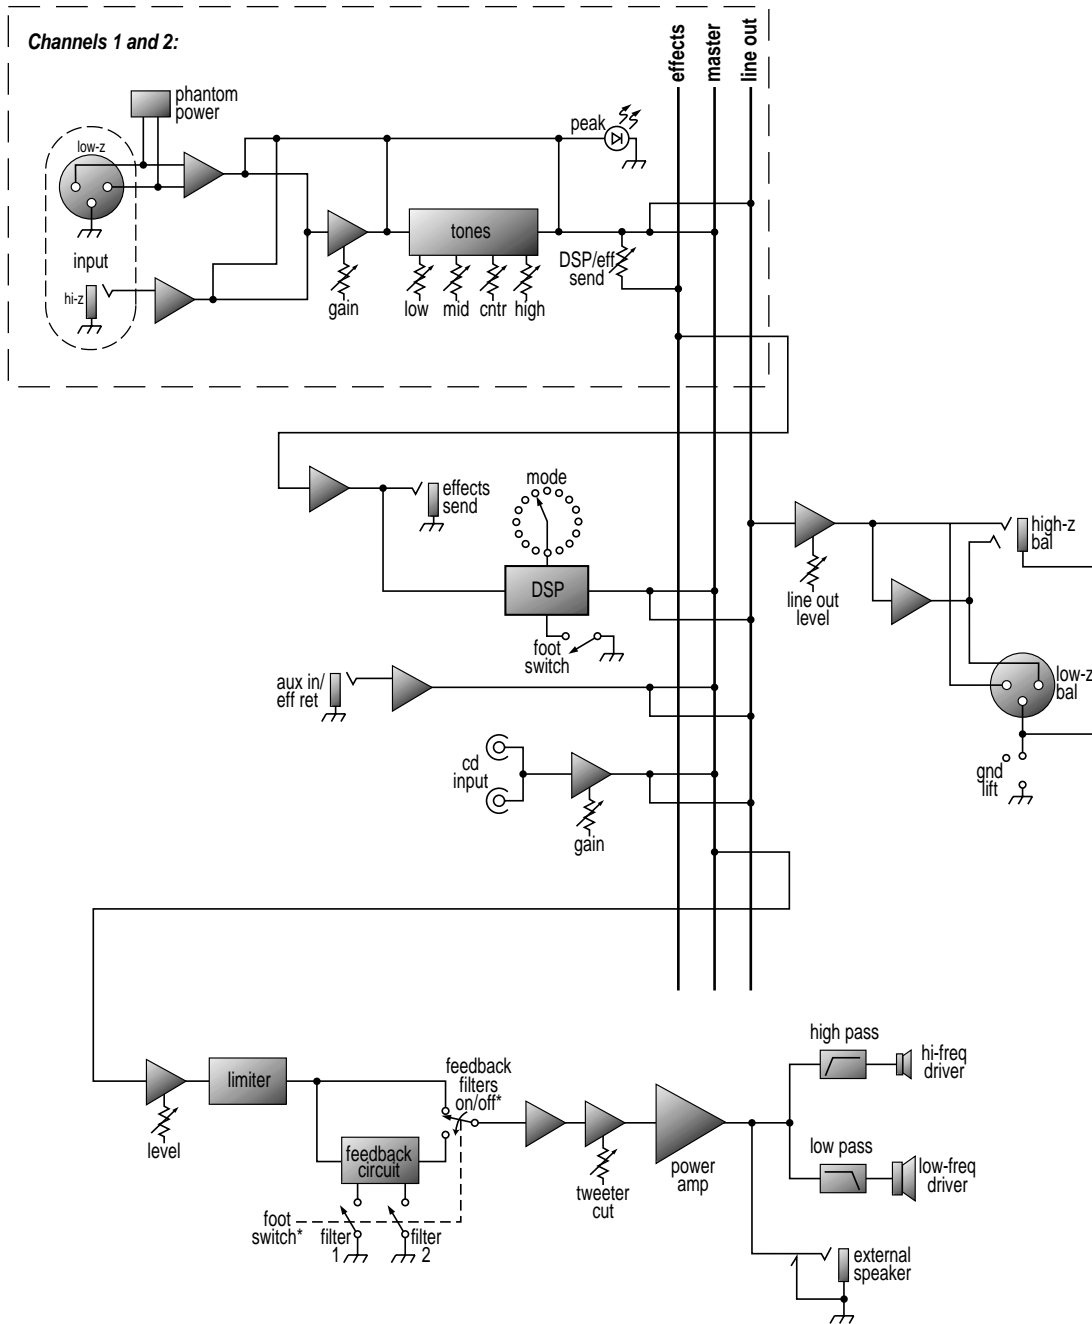 Channels 1 and 2:
effects
master
line out
phantom
power
peak
low-z
input
hi-z
tones
DSP/eff
send
gain
low
mid
cntr
high
mode
effects
send
DSP
foot
switch
high-z
bal
line out
level
low-z
bal
gnd
lift
aux in/
eff ret
cd
input
gain
limiter
level
feedback
filters
on/off*
feedback
circuit
foot
switch*
filter
1
filter
2
tweeter
cut
power
amp
high pass
hi-freq
driver
low pass
low-freq
driver
external
speaker